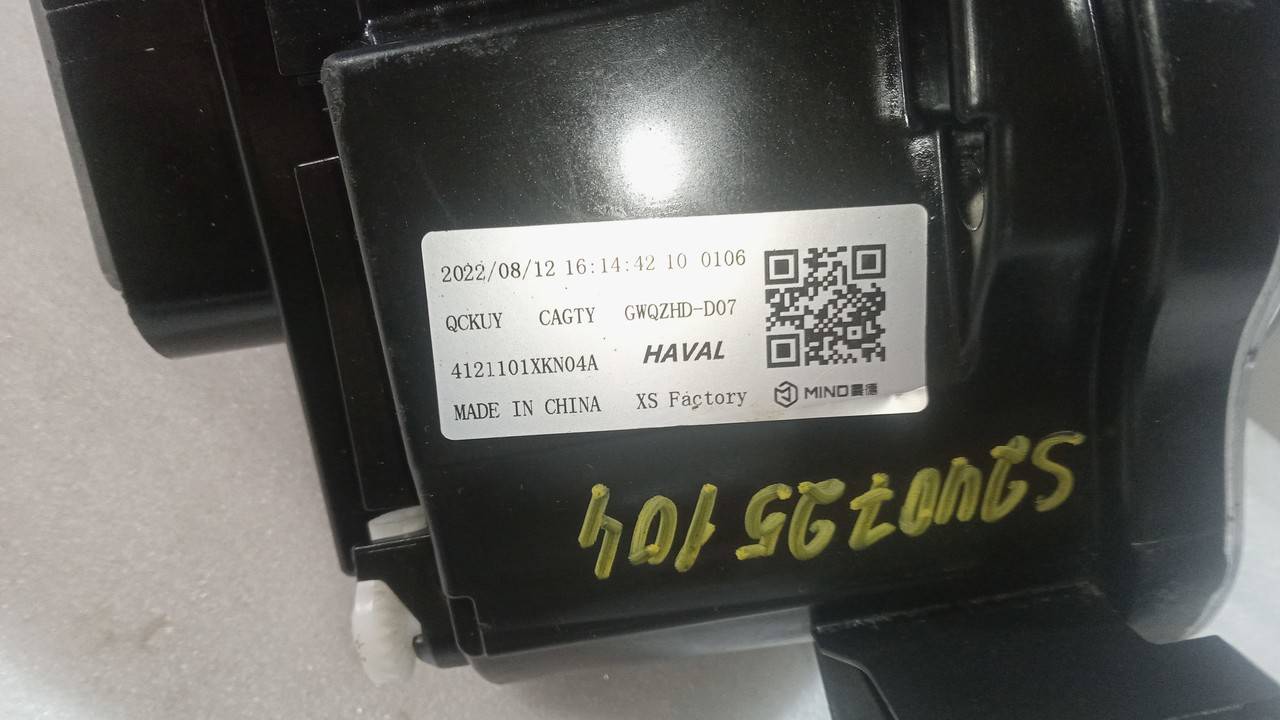 2022/08/12 16:14:42 10 0106
QCKUY CAGTY GWQZHD-D07
4121101XKN04A HAVAL
MADE IN CHINA XS Factory MIND曼德